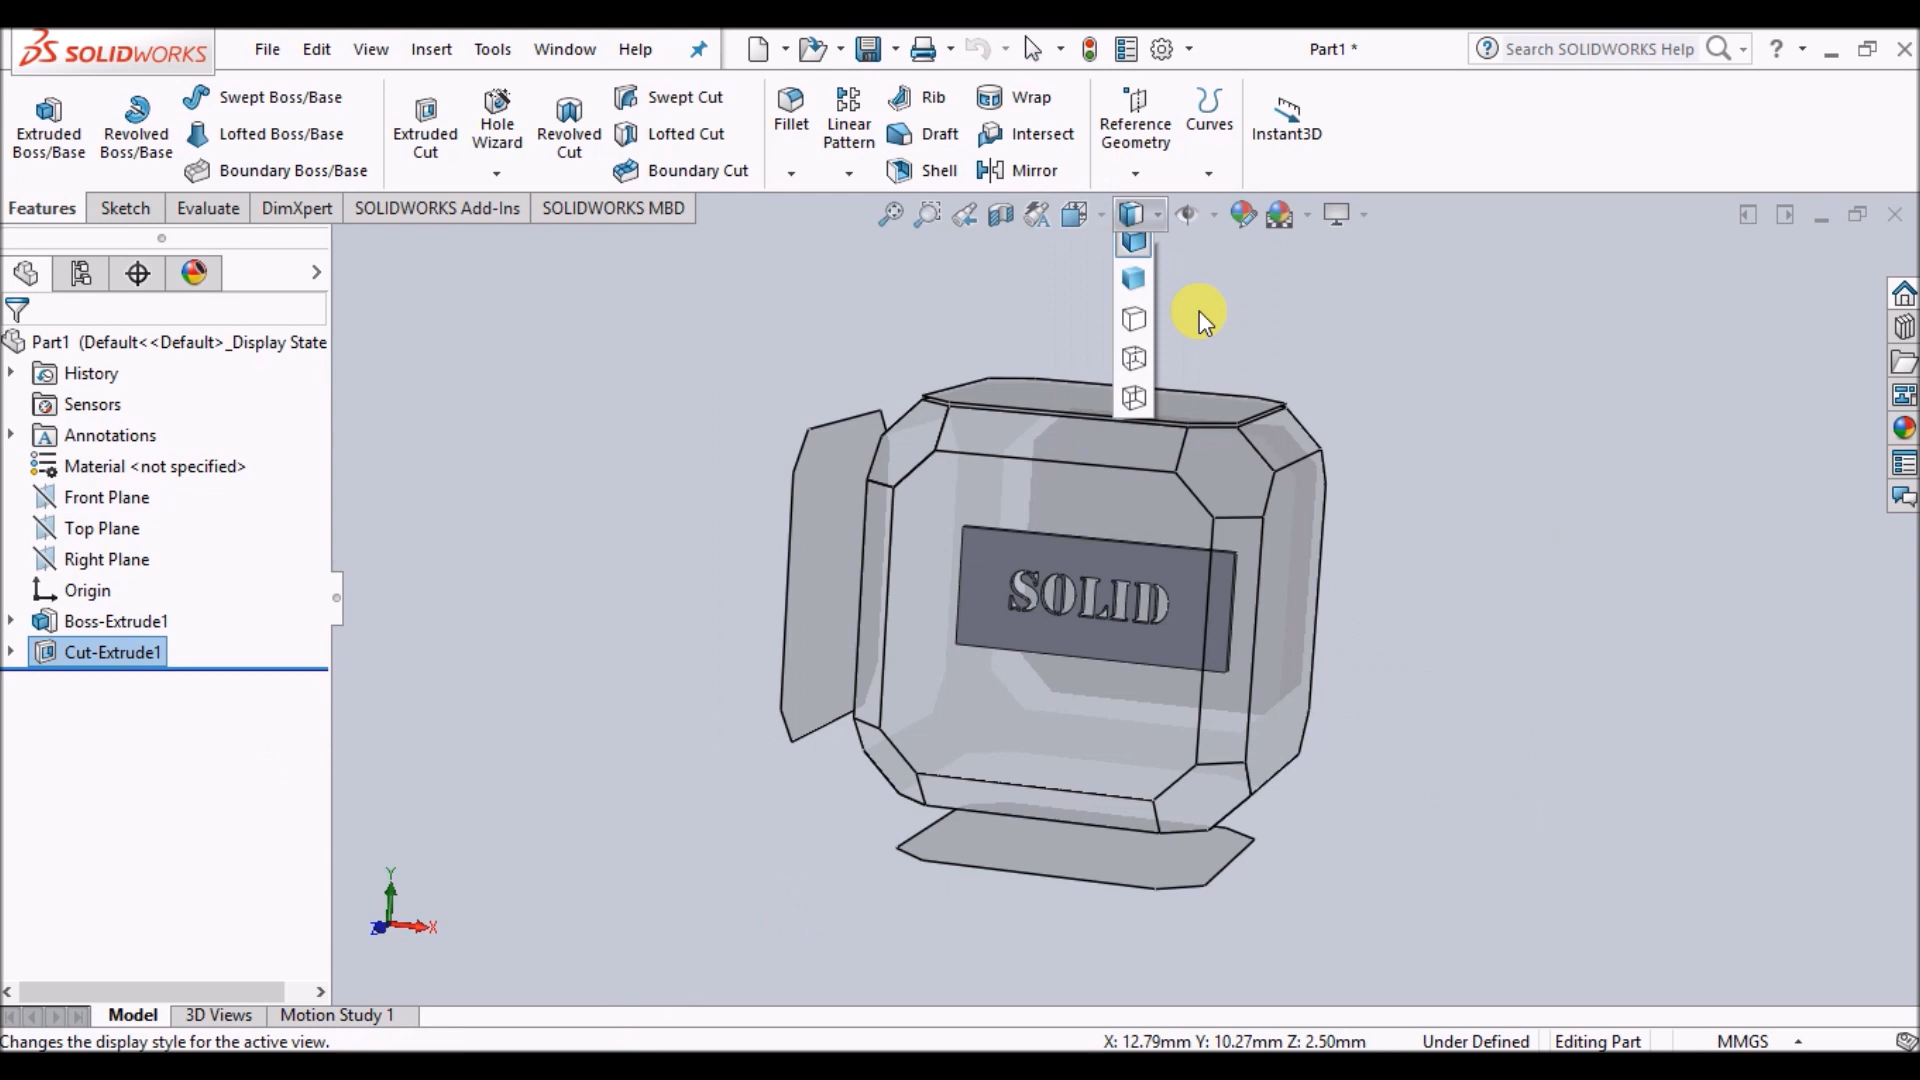 SOLIDWORKS
File Edit View Insert Tools Window Help
Part1 *
Search SOLIDWORKS Help
?
Extruded Boss/Base
Revolved Boss/Base
Swept Boss/Base
Lofted Boss/Base
Boundary Boss/Base
Extruded Cut
Hole Wizard
Revolved Cut
Swept Cut
Lofted Cut
Boundary Cut
Fillet
Linear Pattern
Rib
Draft
Shell
Wrap
Intersect
Mirror
Reference Geometry
Curves
Instant3D
Features Sketch Evaluate DimXpert SOLIDWORKS Add-Ins SOLIDWORKS MBD
Part1 (Default<<Default>_Display State
History
Sensors
Annotations
Material <not specified>
Front Plane
Top Plane
Right Plane
Origin
Boss-Extrude1
Cut-Extrude1
SOLID
Y
Z
X
Model 3D Views Motion Study 1
Changes the display style for the active view.
X: 12.79mm Y: 10.27mm Z: 2.50mm Under Defined Editing Part MMGS